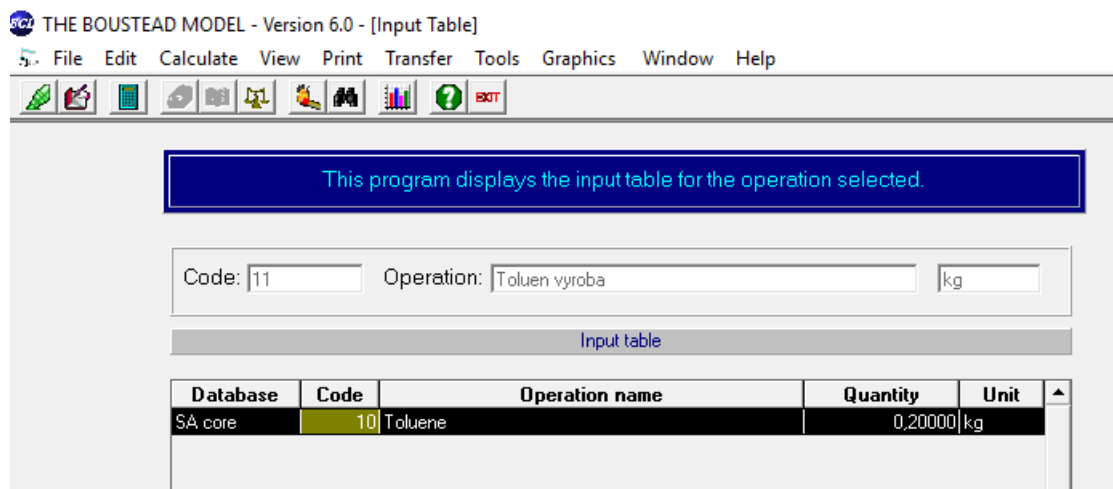 THE BOUSTEAD MODEL - Version 6.0 - [Input Table]
File Edit Calculate View Print Transfer Tools Graphics Window Help
EXIT
This program displays the input table for the operation selected.
Code: 11 Operation: Toluen vyroba kg
Input table
Database Code Operation name Quantity Unit
SA core 10 Toluene 0,20000 kg